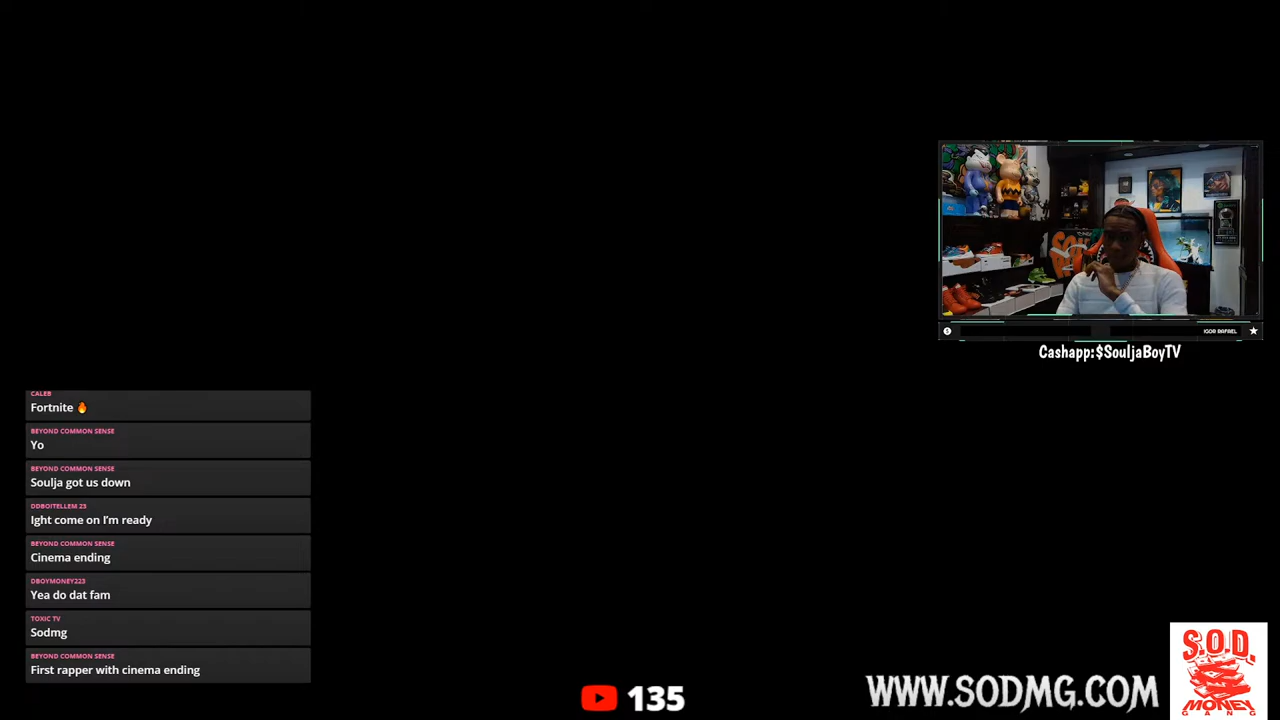 IGOR RAFAEL
Cashapp:$SouljaBoyTV
CALEB
Fortnite 🔥
BEYOND COMMON SENSE
Yo
BEYOND COMMON SENSE
Soulja got us down
DDBOITELLEM 23
Ight come on I'm ready
BEYOND COMMON SENSE
Cinema ending
DBOYMONEY223
Yea do dat fam
TOXIC TV
Sodmg
BEYOND COMMON SENSE
First rapper with cinema ending
135
WWW.SODMG.COM
S.O.D.
MONEY
GANG